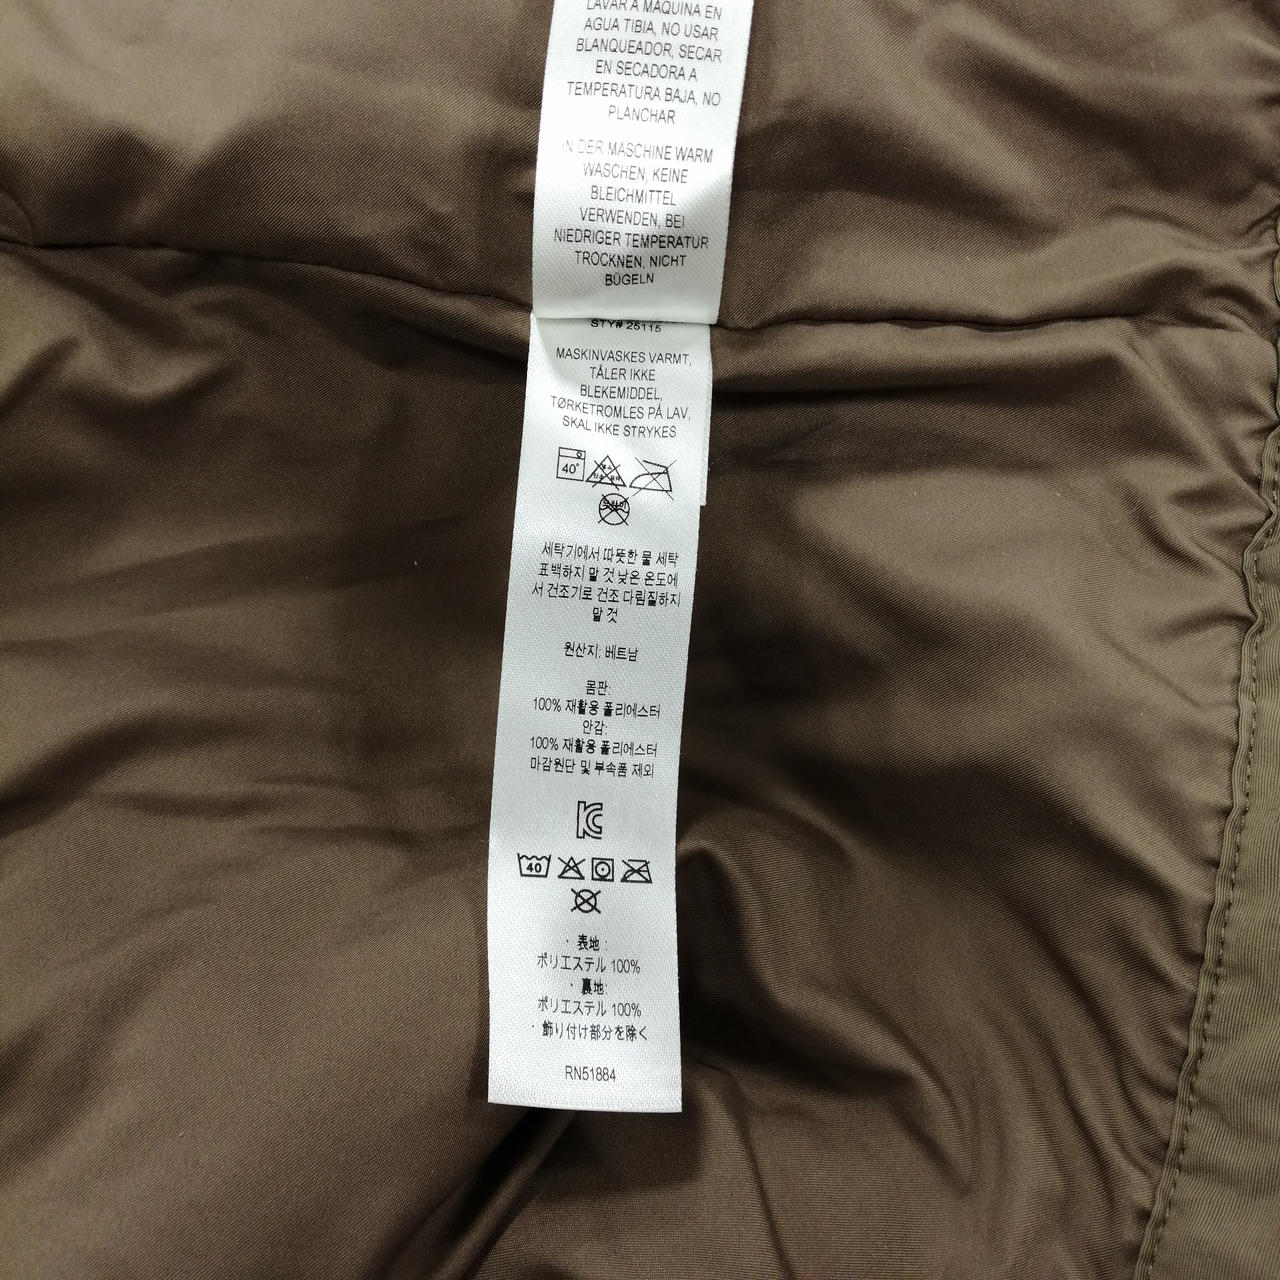 LAVAR A MAQUINA EN
AGUA TIBIA, NO USAR
BLANQUEADOR, SECAR
EN SECADORA A
TEMPERATURA BAJA, NO
PLANCHAR
IN DER MASCHINE WARM
WASCHEN, KEINE
BLEICHMITTEL
VERWENDEN, BEI
NIEDRIGER TEMPERATUR
TROCKNEN, NICHT
BÜGELN
STY# 25115
MASKINVASKES VARMT,
TÅLER IKKE
BLEKEMIDDEL,
TØRKETROMLES PÅ LAV,
SKAL IKKE STRYKES
40°
세탁기에서 따뜻한 물 세탁
표백하지 말 것 낮은 온도에
서 건조기로 건조 다림질하지
말 것
원산지: 베트남
몸판:
100% 재활용 폴리에스터
안감:
100% 재활용 폴리에스터
마감원단 및 부속품 제외
40
・表地:
ポリエステル 100%
・裏地:
ポリエステル 100%
・飾り付け部分を除く
RN51884